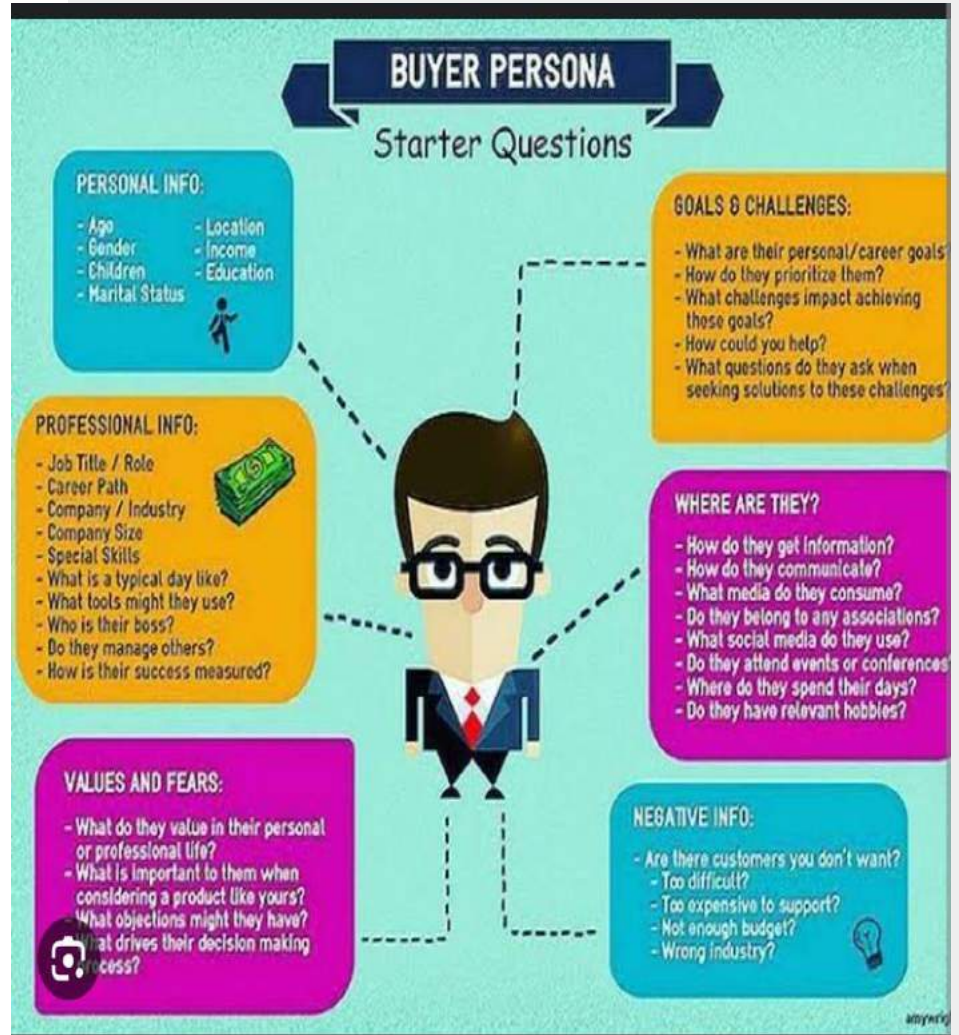 BUYER PERSONA
Starter Questions
PERSONAL INFO:
- Age
- Gender
- Children
- Marital Status
- Location
- Income
- Education
GOALS & CHALLENGES:
- What are their personal/career goals
- How do they prioritize them?
- What challenges impact achieving
these goals?
- How could you help?
- What questions do they ask when
seeking solutions to these challenges?
PROFESSIONAL INFO:
- Job Title / Role
- Career Path
- Company / Industry
- Company Size
- Special Skills
- What is a typical day like?
- What tools might they use?
- Who is their boss?
- Do they manage others?
- How is their success measured?
WHERE ARE THEY?
- How do they get information?
- How do they communicate?
- What media do they consume?
- Do they belong to any associations?
- What social media do they use?
- Do they attend events or conferences
- Where do they spend their days?
- Do they have relevant hobbies?
VALUES AND FEARS:
- What do they value in their personal
or professional life?
- What is important to them when
considering a product like yours?
What objections might they have?
drives their decision making
NEGATIVE INFO:
- Are there customers you don't want?
- Too difficult?
- Too expensive to support?
- Not enough budget?
- Wrong industry?